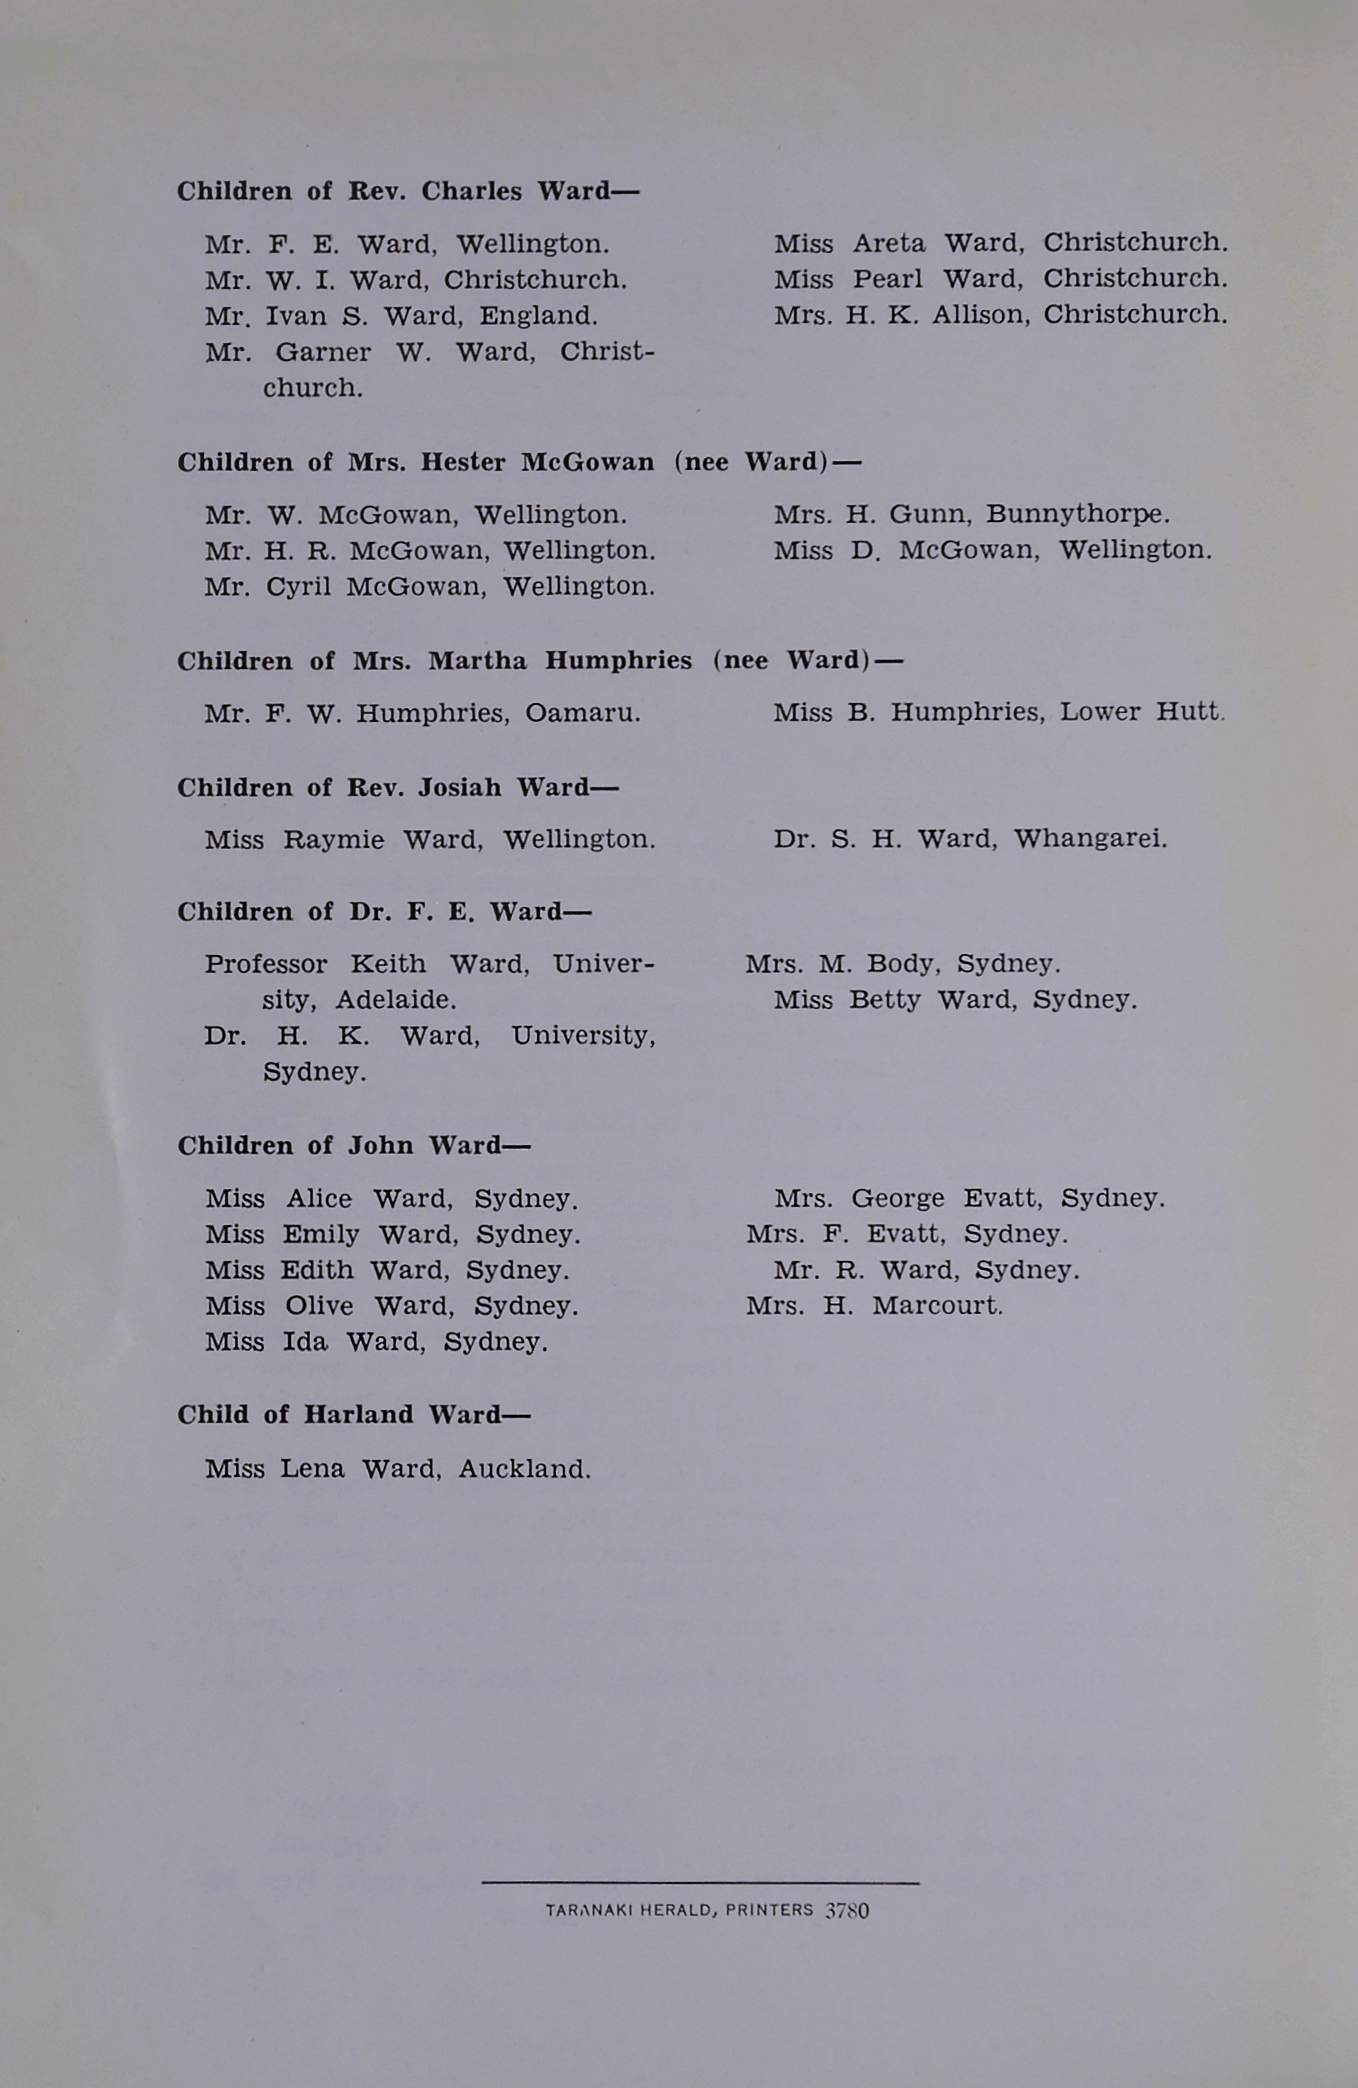 Children of Rev. Charles Ward—
Mr. F. E. Ward, Wellington.
Mr. W. I. Ward, Christchurch.
Mr. Ivan S. Ward, England.
Mr. Garner W. Ward, Christ-
church.
Miss Areta Ward, Christchurch.
Miss Pearl Ward, Christchurch.
Mrs. H. K. Allison, Christchurch.
Children of Mrs. Hester McGowan (nee Ward)—
Mr. W. McGowan, Wellington.
Mr. H. R. McGowan, Wellington.
Mr. Cyril McGowan, Wellington.
Mrs. H. Gunn, Bunnythorpe.
Miss D. McGowan, Wellington.
Children of Mrs. Martha Humphries (nee Ward)—
Mr. F. W. Humphries, Oamaru.
Miss B. Humphries, Lower Hutt.
Children of Rev. Josiah Ward—
Miss Raymie Ward, Wellington.
Dr. S. H. Ward, Whangarei.
Children of Dr. F. E. Ward—
Professor Keith Ward, Univer-
sity, Adelaide.
Dr. H. K. Ward, University,
Sydney.
Mrs. M. Body, Sydney.
Miss Betty Ward, Sydney.
Children of John Ward—
Miss Alice Ward, Sydney.
Miss Emily Ward, Sydney.
Miss Edith Ward, Sydney.
Miss Olive Ward, Sydney.
Miss Ida Ward, Sydney.
Mrs. George Evatt, Sydney.
Mrs. F. Evatt, Sydney.
Mr. R. Ward, Sydney.
Mrs. H. Marcourt.
Child of Harland Ward—
Miss Lena Ward, Auckland.
TARANAKI HERALD, PRINTERS 3780